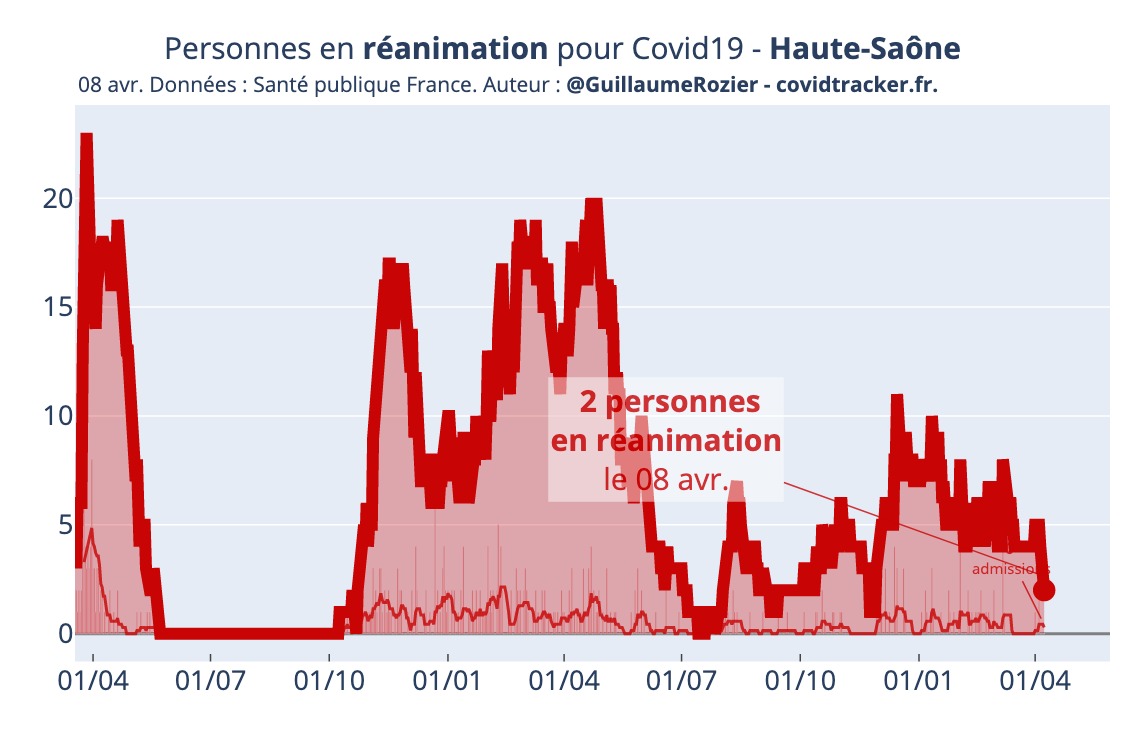 Personnes en réanimation pour Covid19 - Haute-Saône
08 avr. Données : Santé publique France. Auteur : @GuillaumeRozier - covidtracker.fr.
20
15
10
5
0
2 personnes
en réanimation
le 08 avr.
admissions
01/04 01/07 01/10 01/01 01/04 01/07 01/10 01/01 01/04